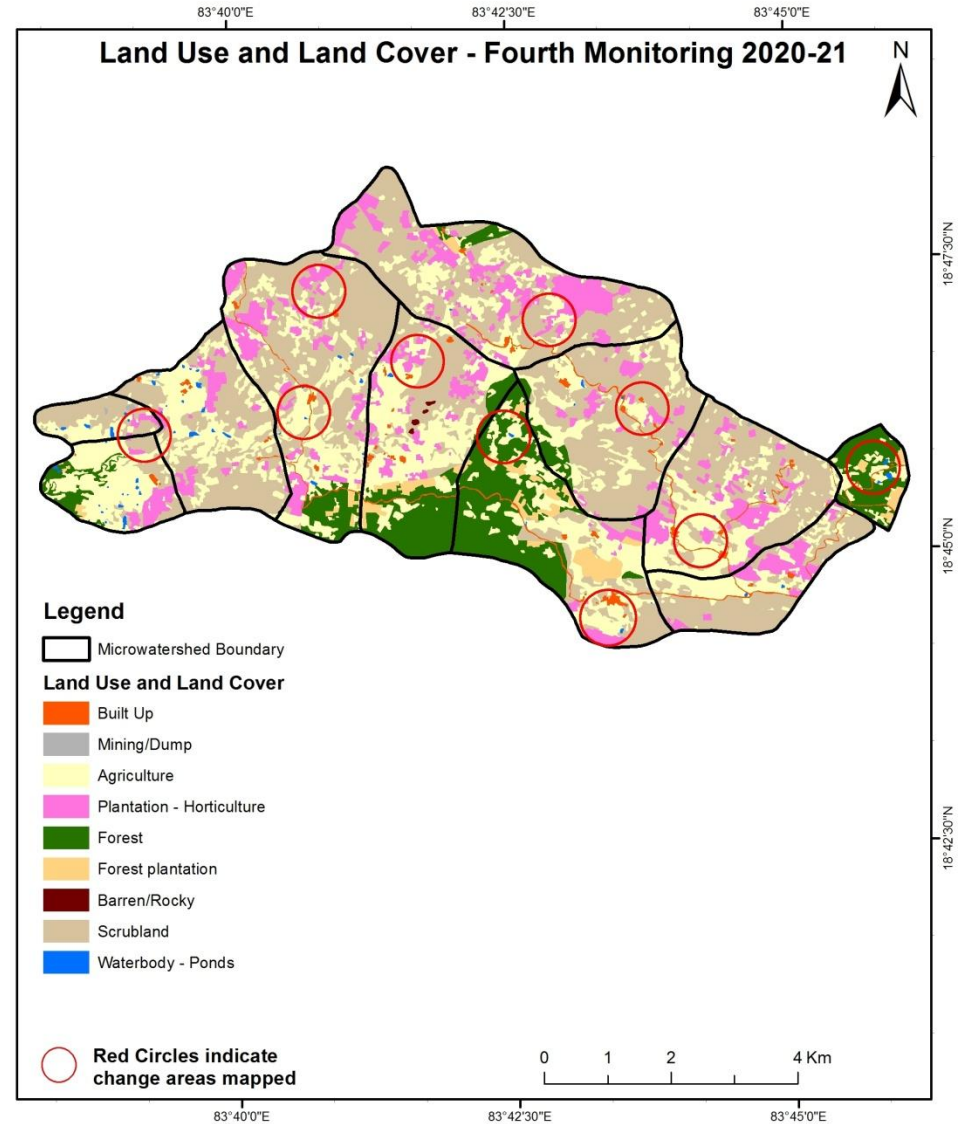 83°40'0"E
83°42'30"E
83°45'0"E
Land Use and Land Cover - Fourth Monitoring 2020-21
N
18°47'30"N
18°45'0"N
18°42'30"N
Legend
Microwatershed Boundary
Land Use and Land Cover
Built Up
Mining/Dump
Agriculture
Plantation - Horticulture
Forest
Forest plantation
Barren/Rocky
Scrubland
Waterbody - Ponds
Red Circles indicate
change areas mapped
0 1 2 4 Km
83°40'0"E
83°42'30"E
83°45'0"E